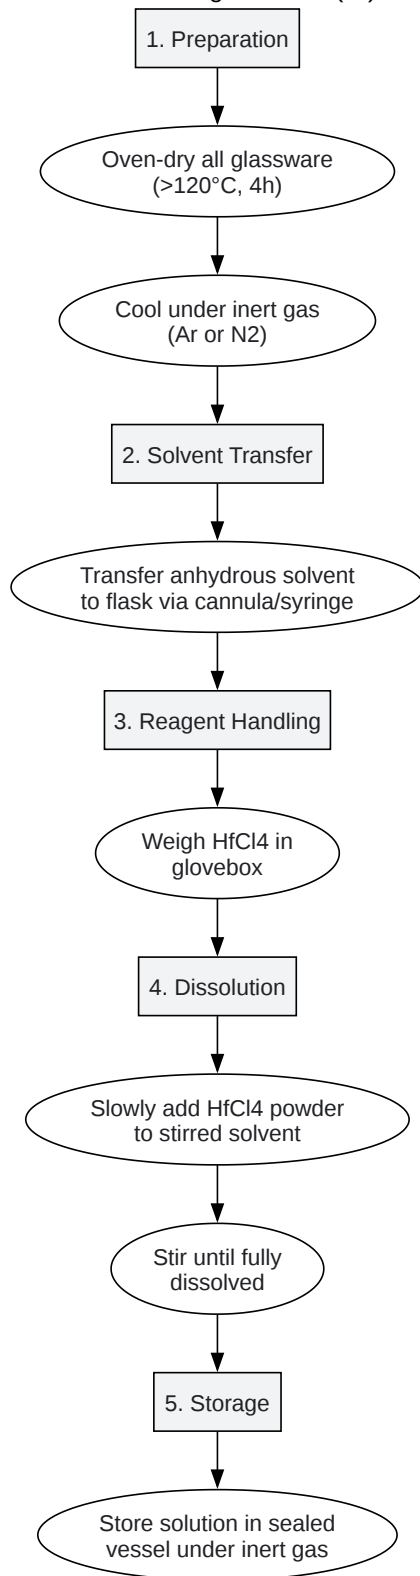 1. Preparation
Oven-dry all glassware
(>120°C, 4h)
Cool under inert gas
(Ar or N2)
2. Solvent Transfer
Transfer anhydrous solvent
to flask via cannula/syringe
3. Reagent Handling
Weigh HfCl4 in
glovebox
4. Dissolution
Slowly add HfCl4 powder
to stirred solvent
Stir until fully
dissolved
5. Storage
Store solution in sealed
vessel under inert gas